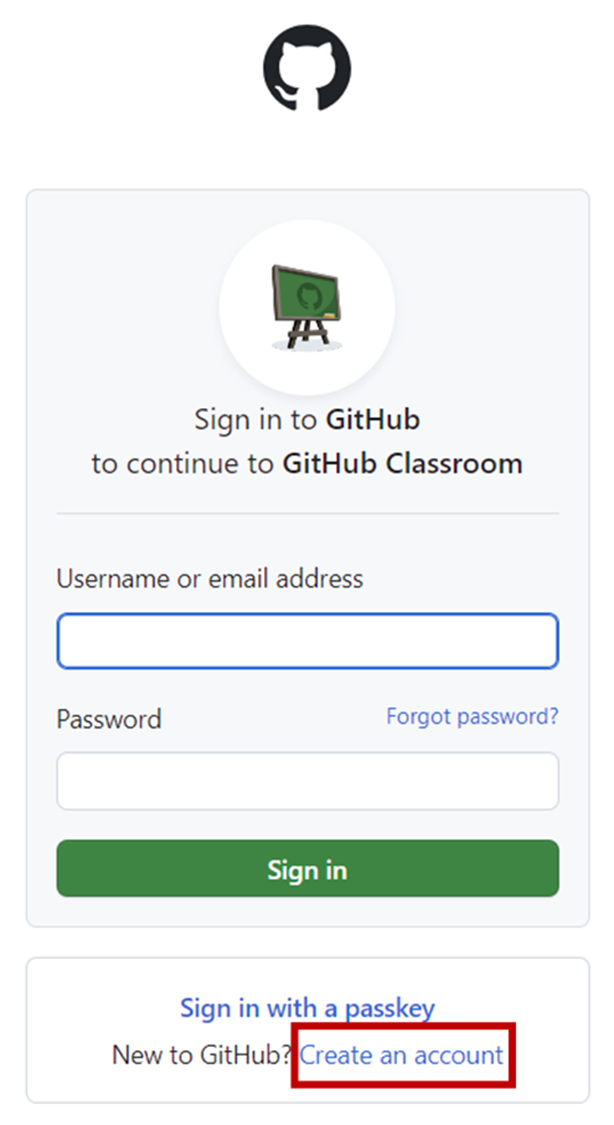 Sign in to GitHub
to continue to GitHub Classroom
Username or email address
Password Forgot password?
Sign in
Sign in with a passkey
New to GitHub? Create an account